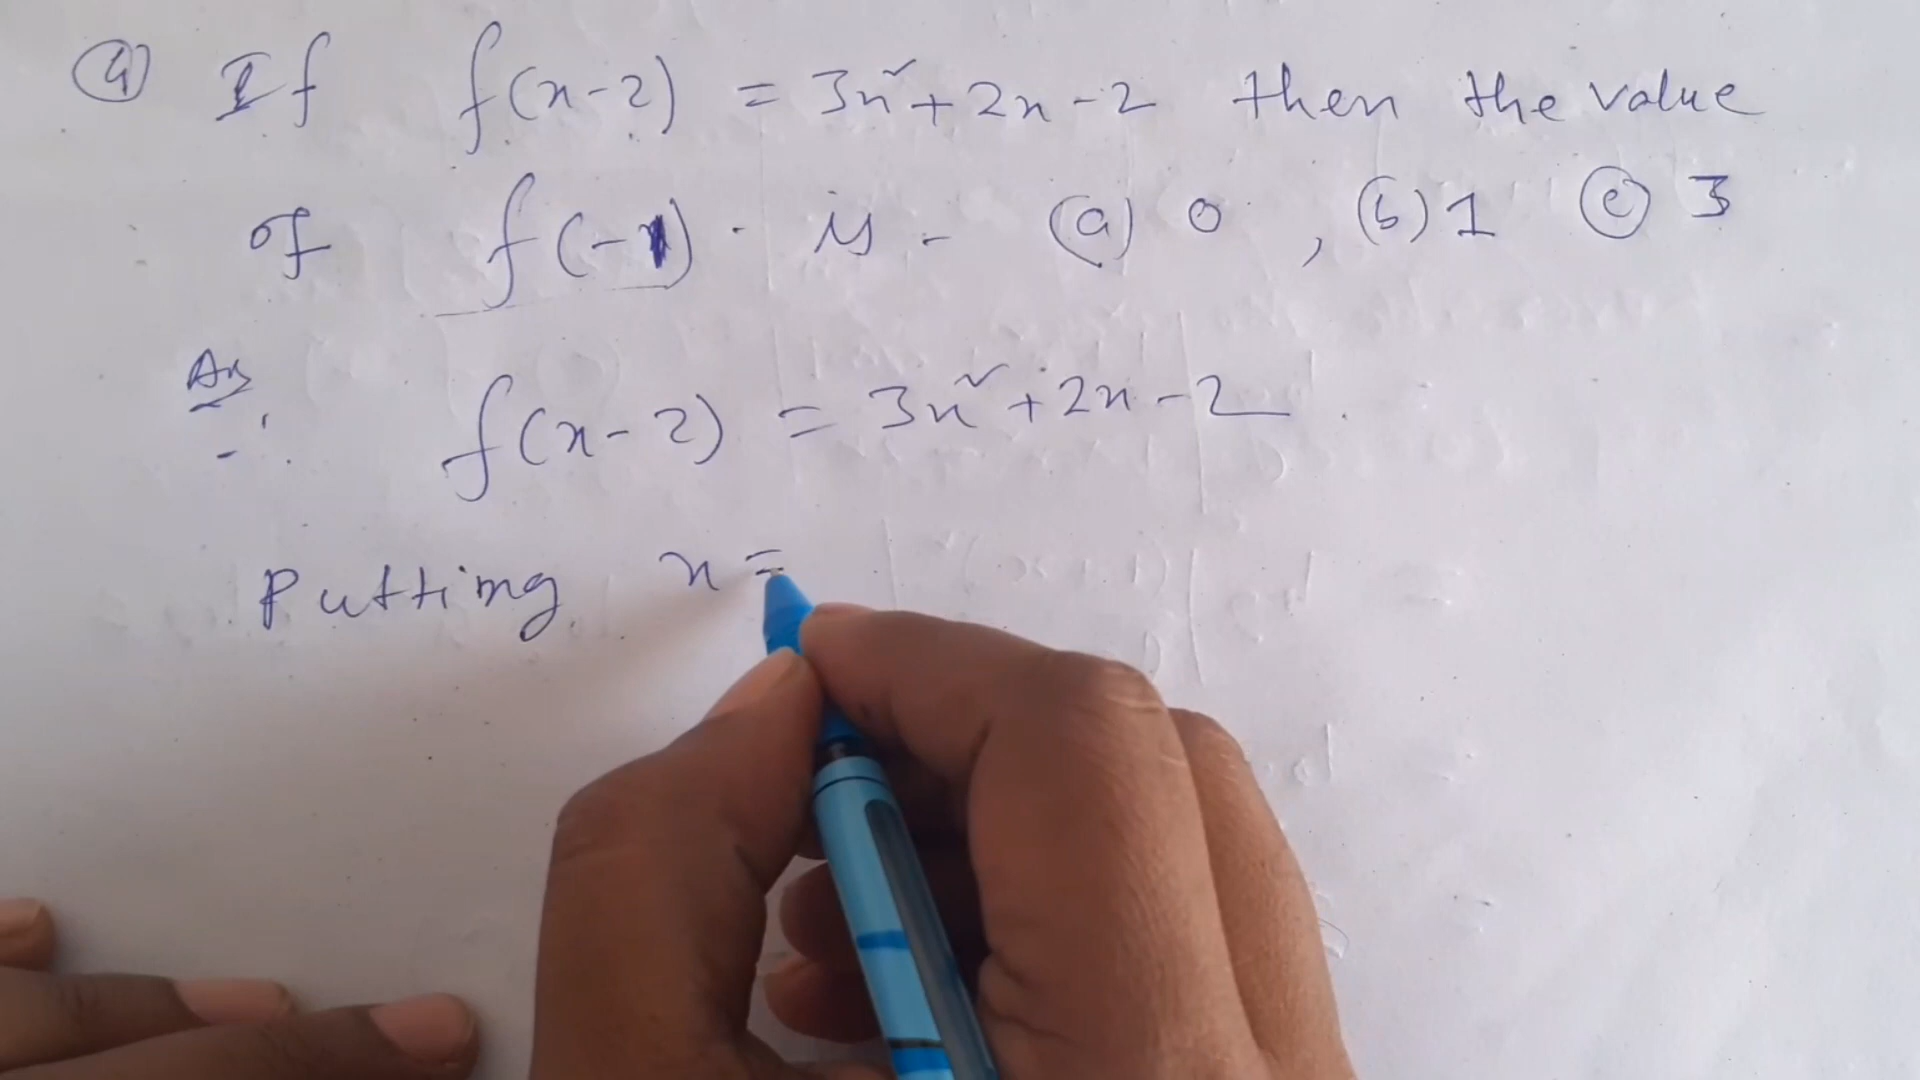 ④ If f(x-2) = 3x²+2x-2 then the value
of f(-1) . is - (a) 0 , (b) 1 (c) 3
Ans :- f(x-2) = 3x²+2x-2
Putting x =